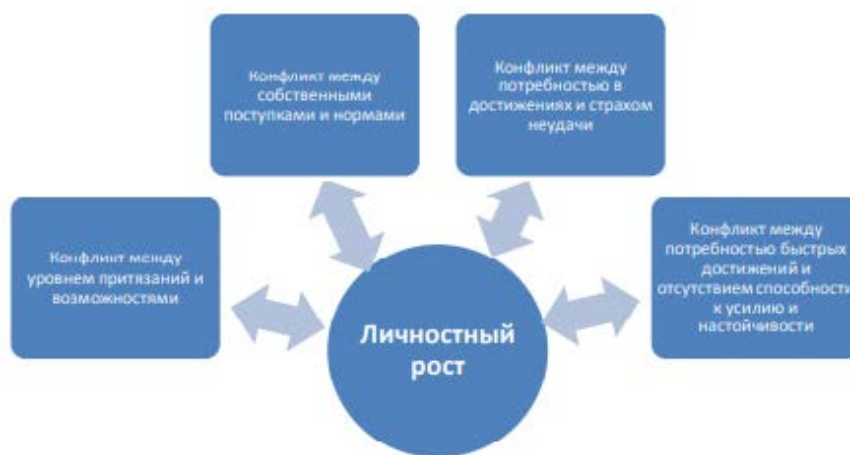 Конфликт между
собственными
поступками и нормами
Конфликт между
потребностью в
достижениях и страхом
неудачи
Конфликт между
уровнем притязаний и
возможностями
Конфликт между
потребностью быстрых
достижений и
отсутствием способности
к усилию и
настойчивости
Личностный
рост